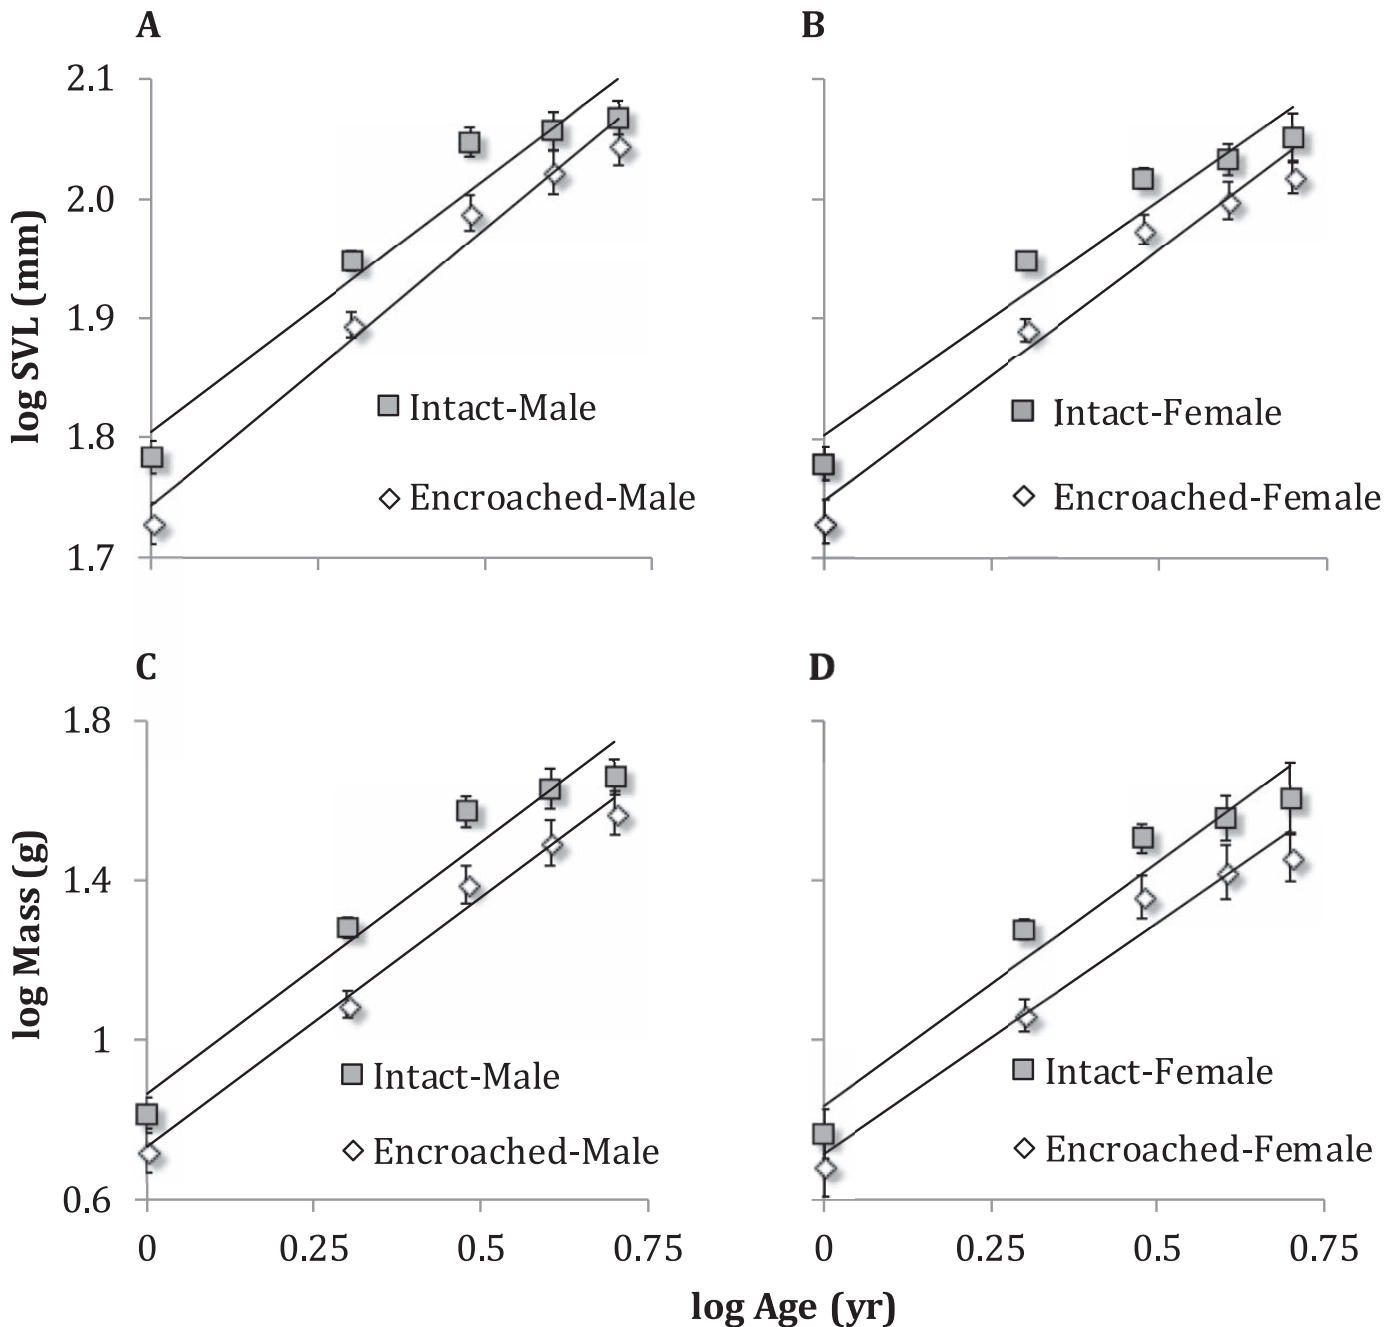 A
B
2.1
2.0
1.9
1.8
1.7
log SVL (mm)
Intact-Male
Encroached-Male
Intact-Female
Encroached-Female
C
D
1.8
1.4
1
0.6
log Mass (g)
Intact-Male
Encroached-Male
Intact-Female
Encroached-Female
0 0.25 0.5 0.75
0 0.25 0.5 0.75
log Age (yr)